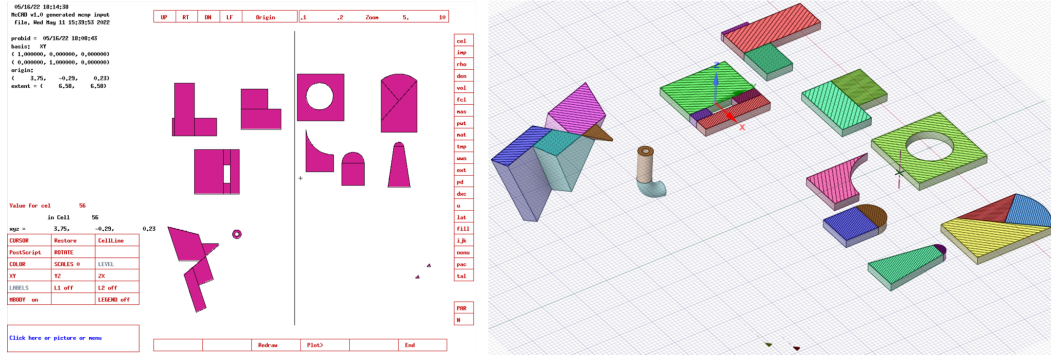 05/16/22 18:14:38
McCAD v1.0 generated mcnp input
file, Wed May 11 15:39:53 2022
probid = 05/16/22 18:08:43
basis: XY
( 1.000000, 0.000000, 0.000000)
( 0.000000, 1.000000, 0.000000)
origin:
( 3.75, -0.29, 0.23)
extent = ( 6.58, 6.58)
UP RT DN LF Origin .1 .2 Zoom 5. 10
cel
imp
rho
den
vol
fcl
mas
pwt
mat
tmp
wwn
ext
pd
dxc
u
lat
fill
ijk
nonu
pac
tal
PAR
N
Value for cel 56
in Cell 56
xyz = 3.75, -0.29, 0.23
CURSOR Restore CellLine
PostScript ROTATE
COLOR SCALES 0 LEVEL
XY YZ ZX
LABELS L1 off L2 off
MBODY on LEGEND off
Click here or picture or menu
Redraw Plot> End
Z
X